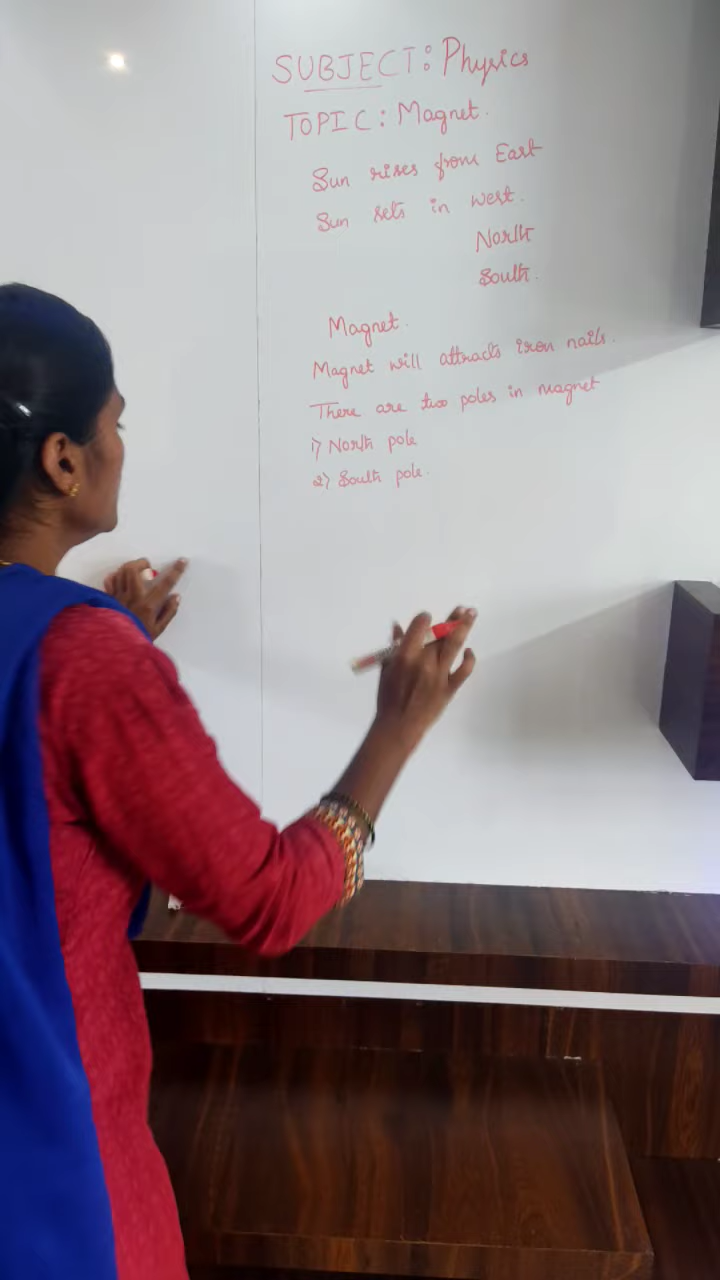 SUBJECT: Physics
TOPIC: Magnet.
Sun rises from East
Sun sets in west.
North
South.
Magnet.
Magnet will attracts iron nails.
There are two poles in magnet
1) North pole
2) South pole.